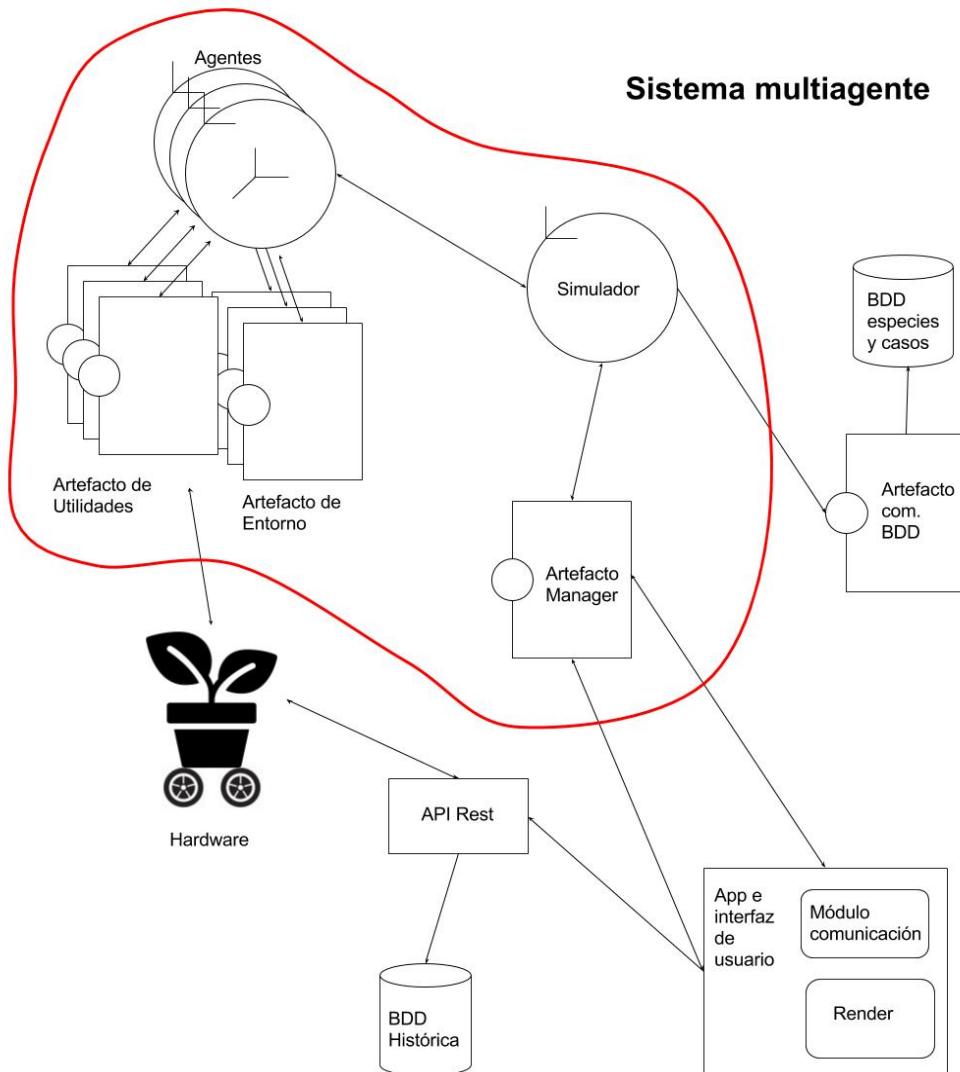 Agentes
Sistema multiagente
Simulador
BDD
especies
y casos
Artefacto de
Utilidades
Artefacto de
Entorno
Artefacto
com.
BDD
Artefacto
Manager
Hardware
API Rest
App e
interfaz
de
usuario
Módulo
comunicación
Render
BDD
Histórica